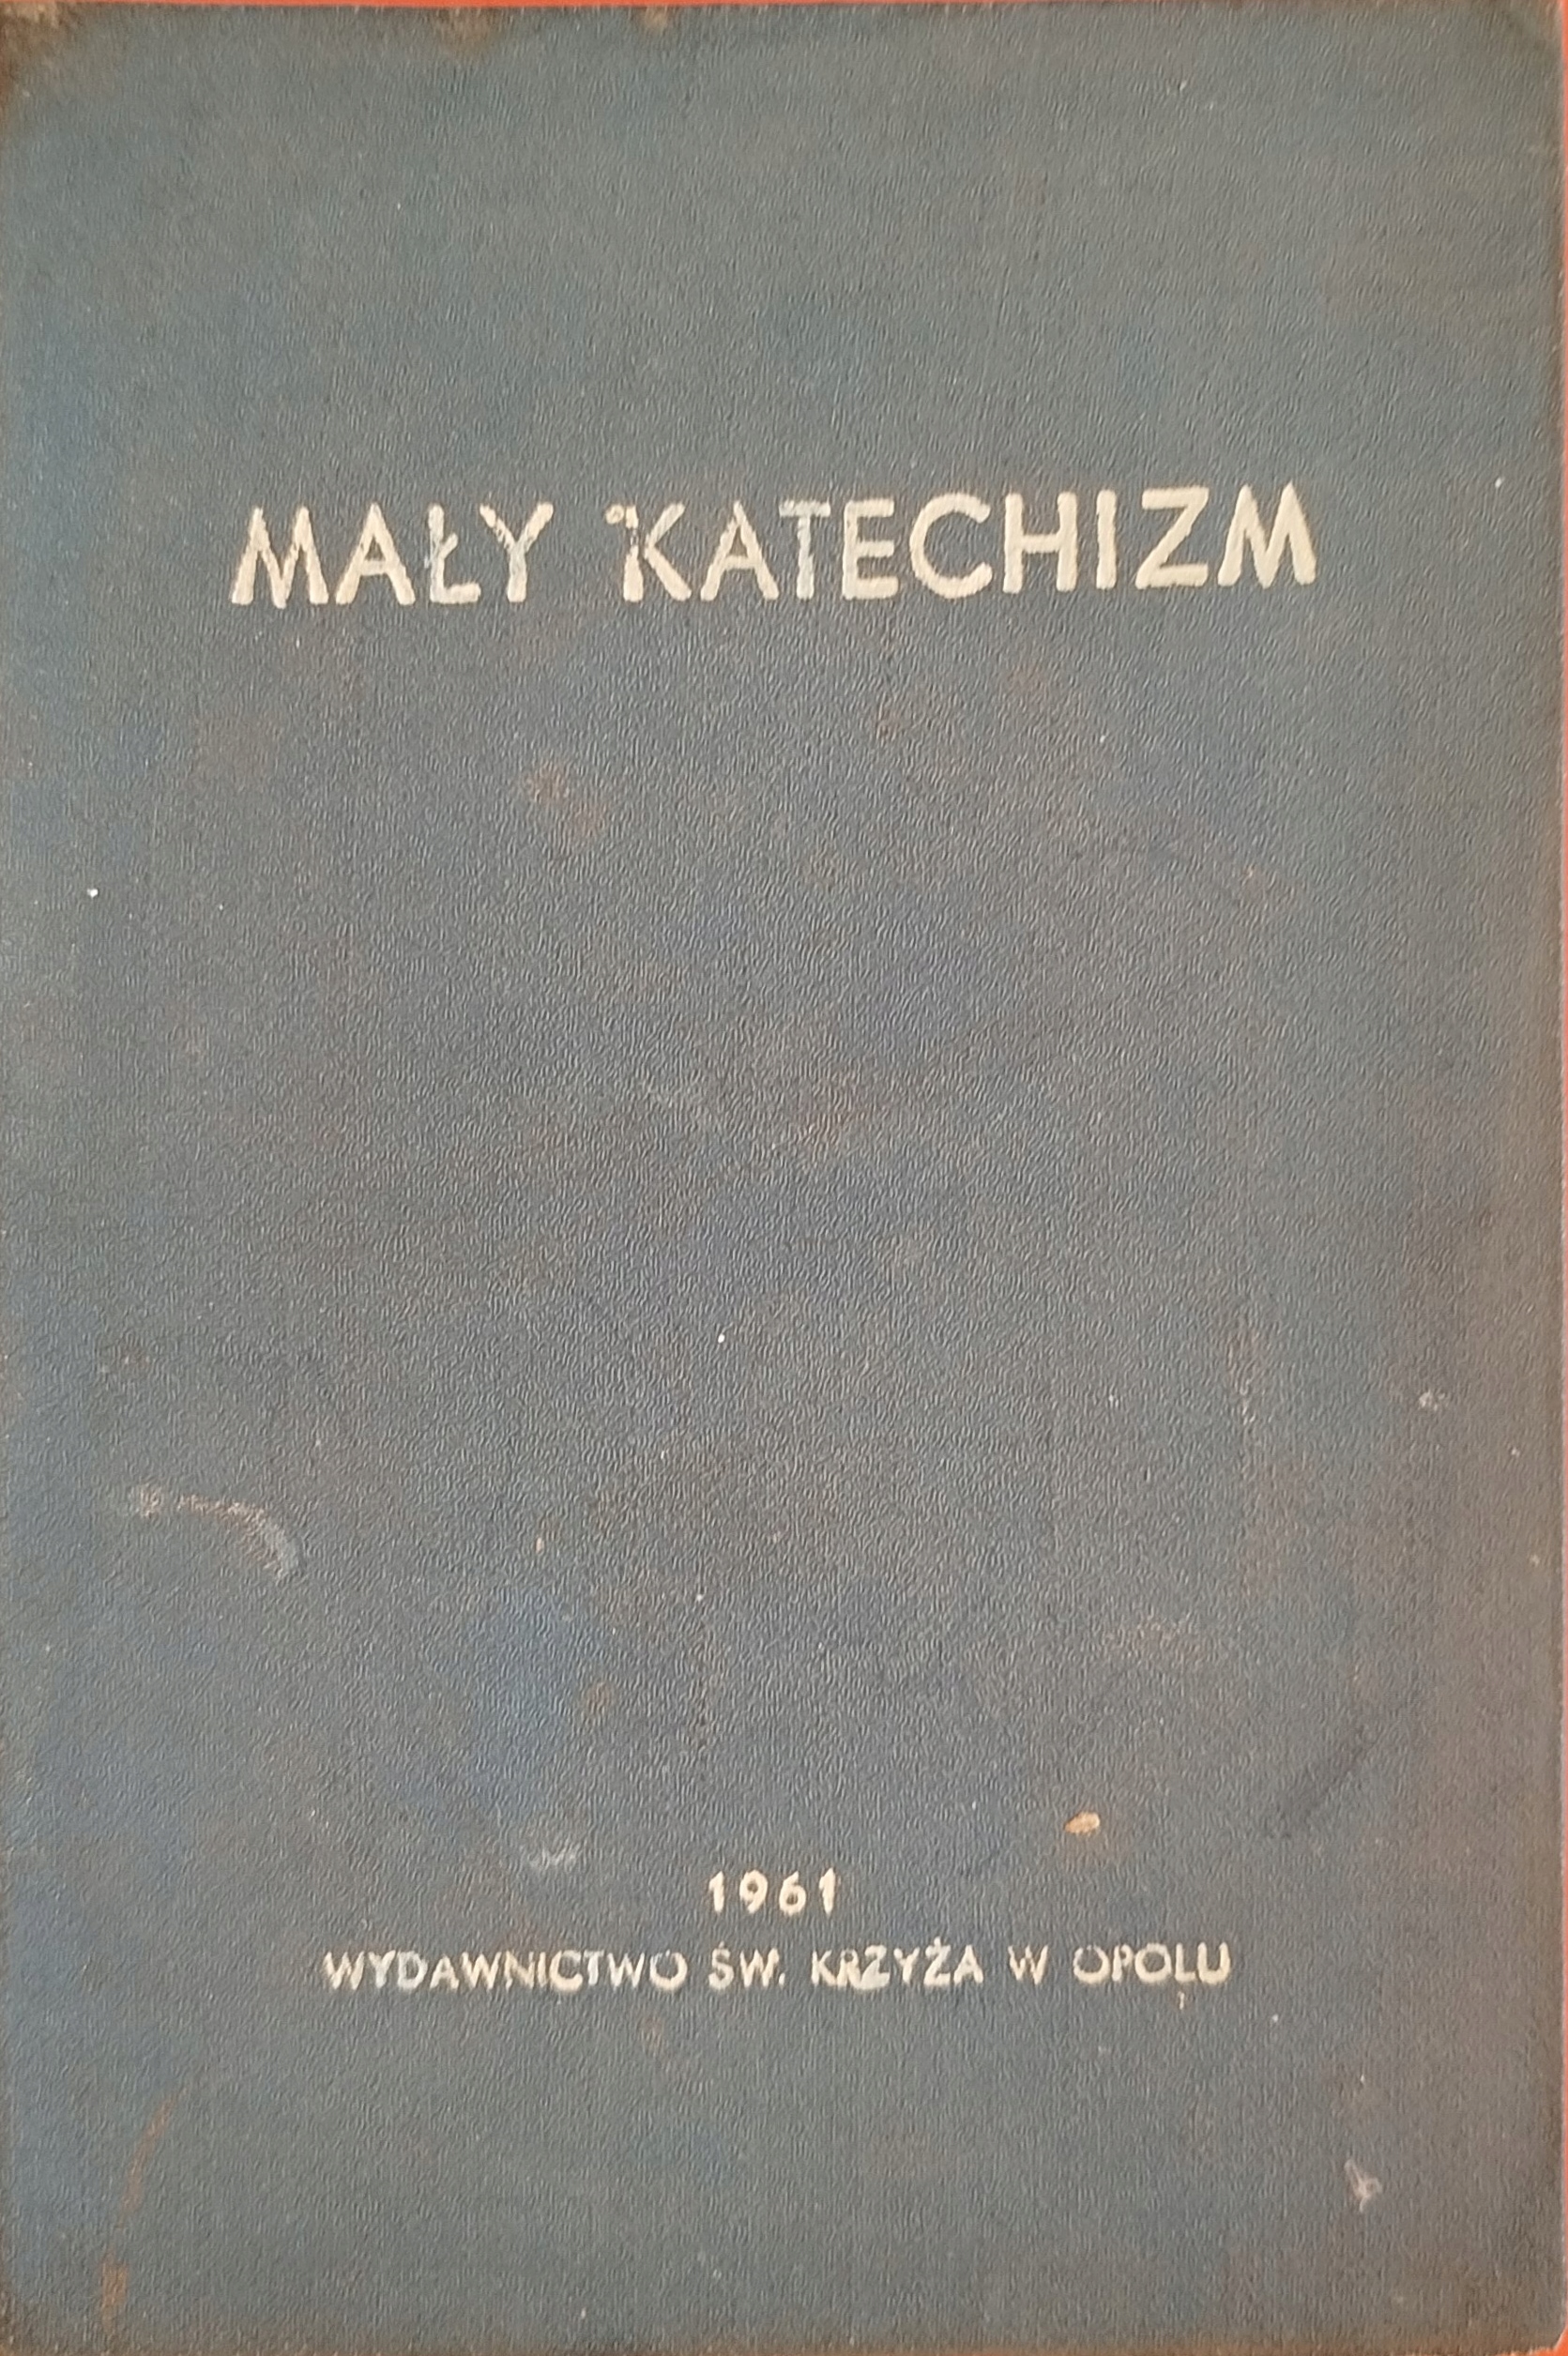 MAŁY KATECHIZM
1961
WYDAWNICTWO ŚW. KRZYŻA W OPOLU